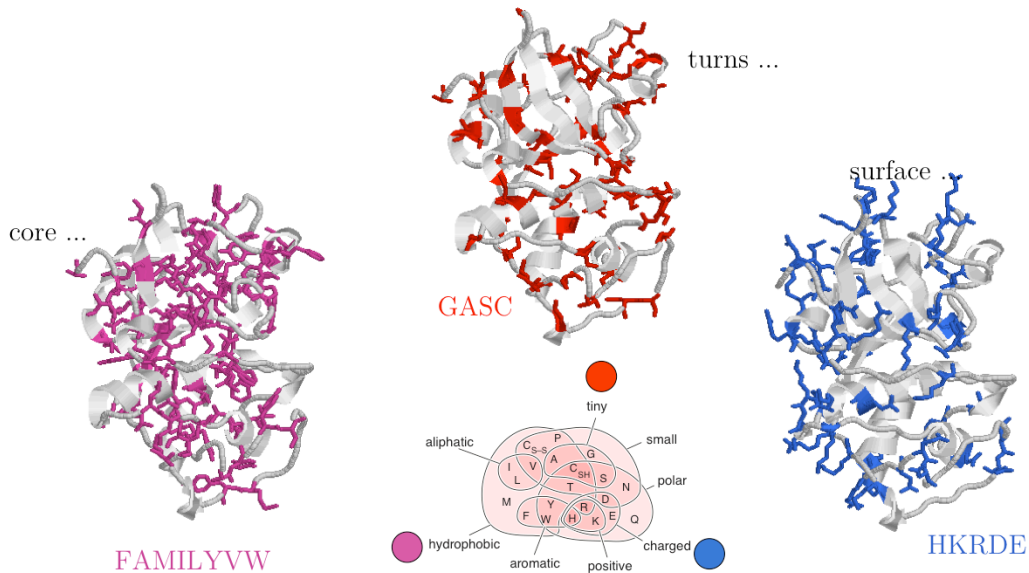 turns ...
surface ...
core ...
GASC
tiny
P
small
aliphatic
C S–S
G
A
I
V
C SH
L
S
polar
T
N
M
D
Y
R
F
E
Q
W
H
K
hydrophobic
charged
aromatic
positive
FAMILYVW
HKRDE